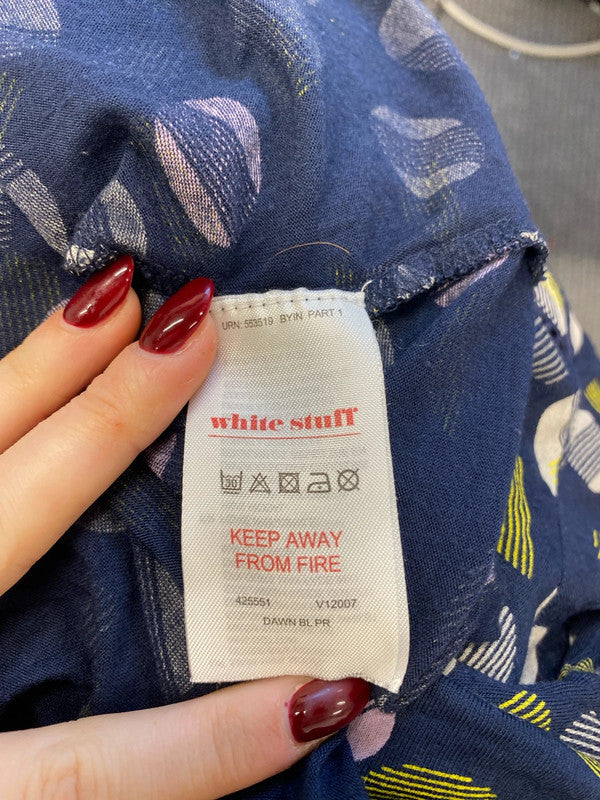 URN: 553519 BYIN PART 1
white stuff
30
KEEP AWAY
FROM FIRE
425551 V12007
DAWN BL PR